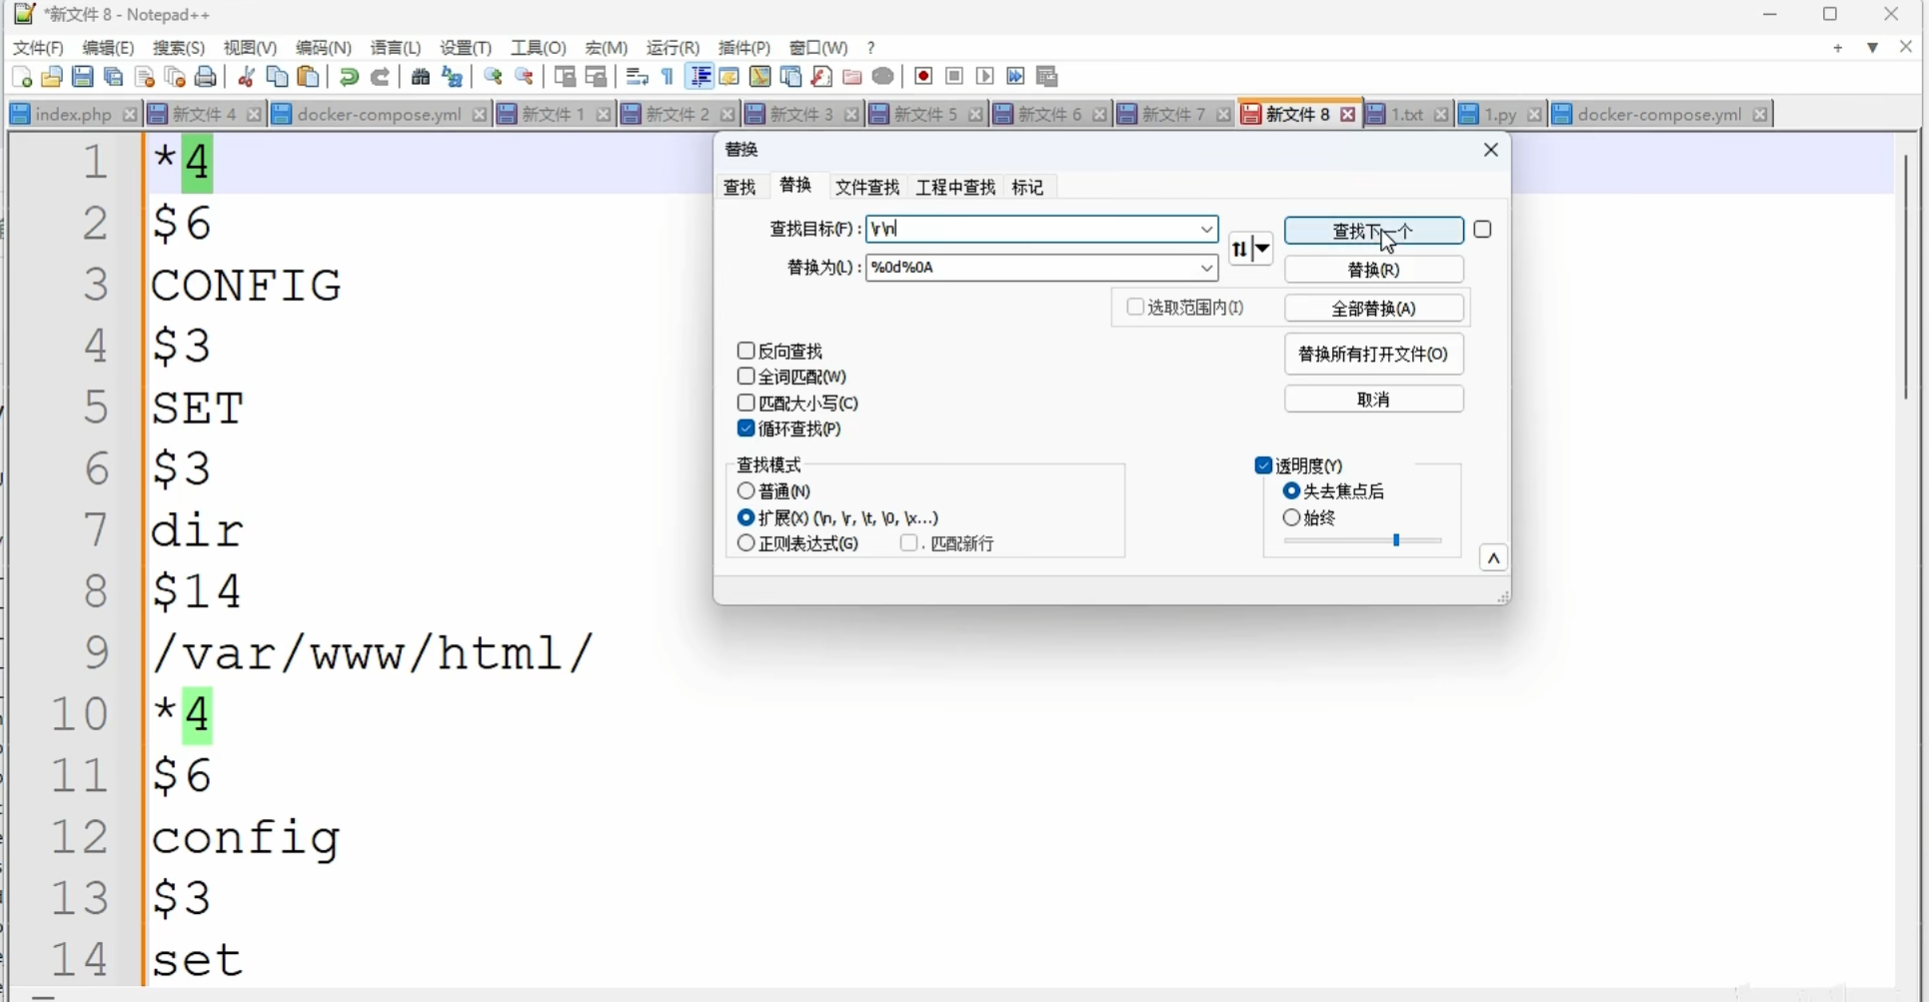 *新文件 8 - Notepad++
文件(F) 编辑(E) 搜索(S) 视图(V) 编码(N) 语言(L) 设置(T) 工具(O) 宏(M) 运行(R) 插件(P) 窗口(W) ?
index.php 新文件 4 docker-compose.yml 新文件 1 新文件 2 新文件 3 新文件 5 新文件 6 新文件 7 新文件 8 1.txt 1.py docker-compose.yml
1 *4
2 $6
3 CONFIG
4 $3
5 SET
6 $3
7 dir
8 $14
9 /var/www/html/
10 *4
11 $6
12 config
13 $3
14 set
替换
查找 替换 文件查找 工程中查找 标记
查找目标(F): \r\n 查找下一个
替换为(L): %0d%0A 替换(R)
选取范围内(I) 全部替换(A)
反向查找 替换所有打开文件(O)
全词匹配(W)
匹配大小写(C) 取消
循环查找(P)
查找模式 透明度(Y)
普通(N) 失去焦点后
扩展(X) (\n, \r, \t, \0, \x...) 始终
正则表达式(G) . 匹配新行